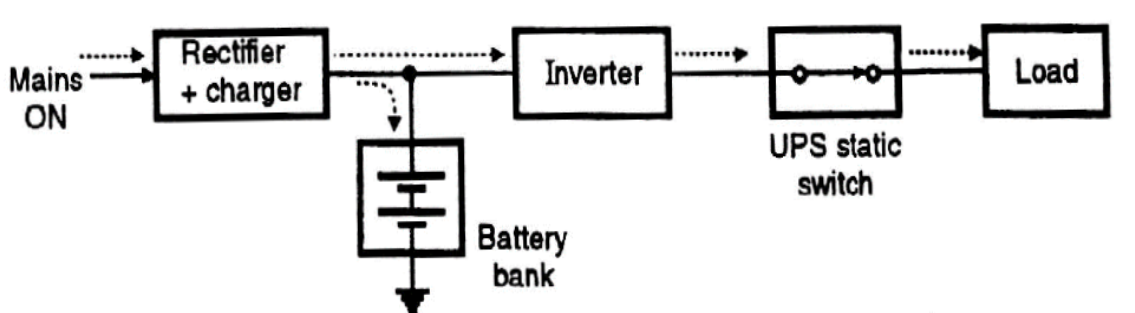 Mains
ON
Rectifier
+ charger
Inverter
Load
UPS static
switch
Battery
bank